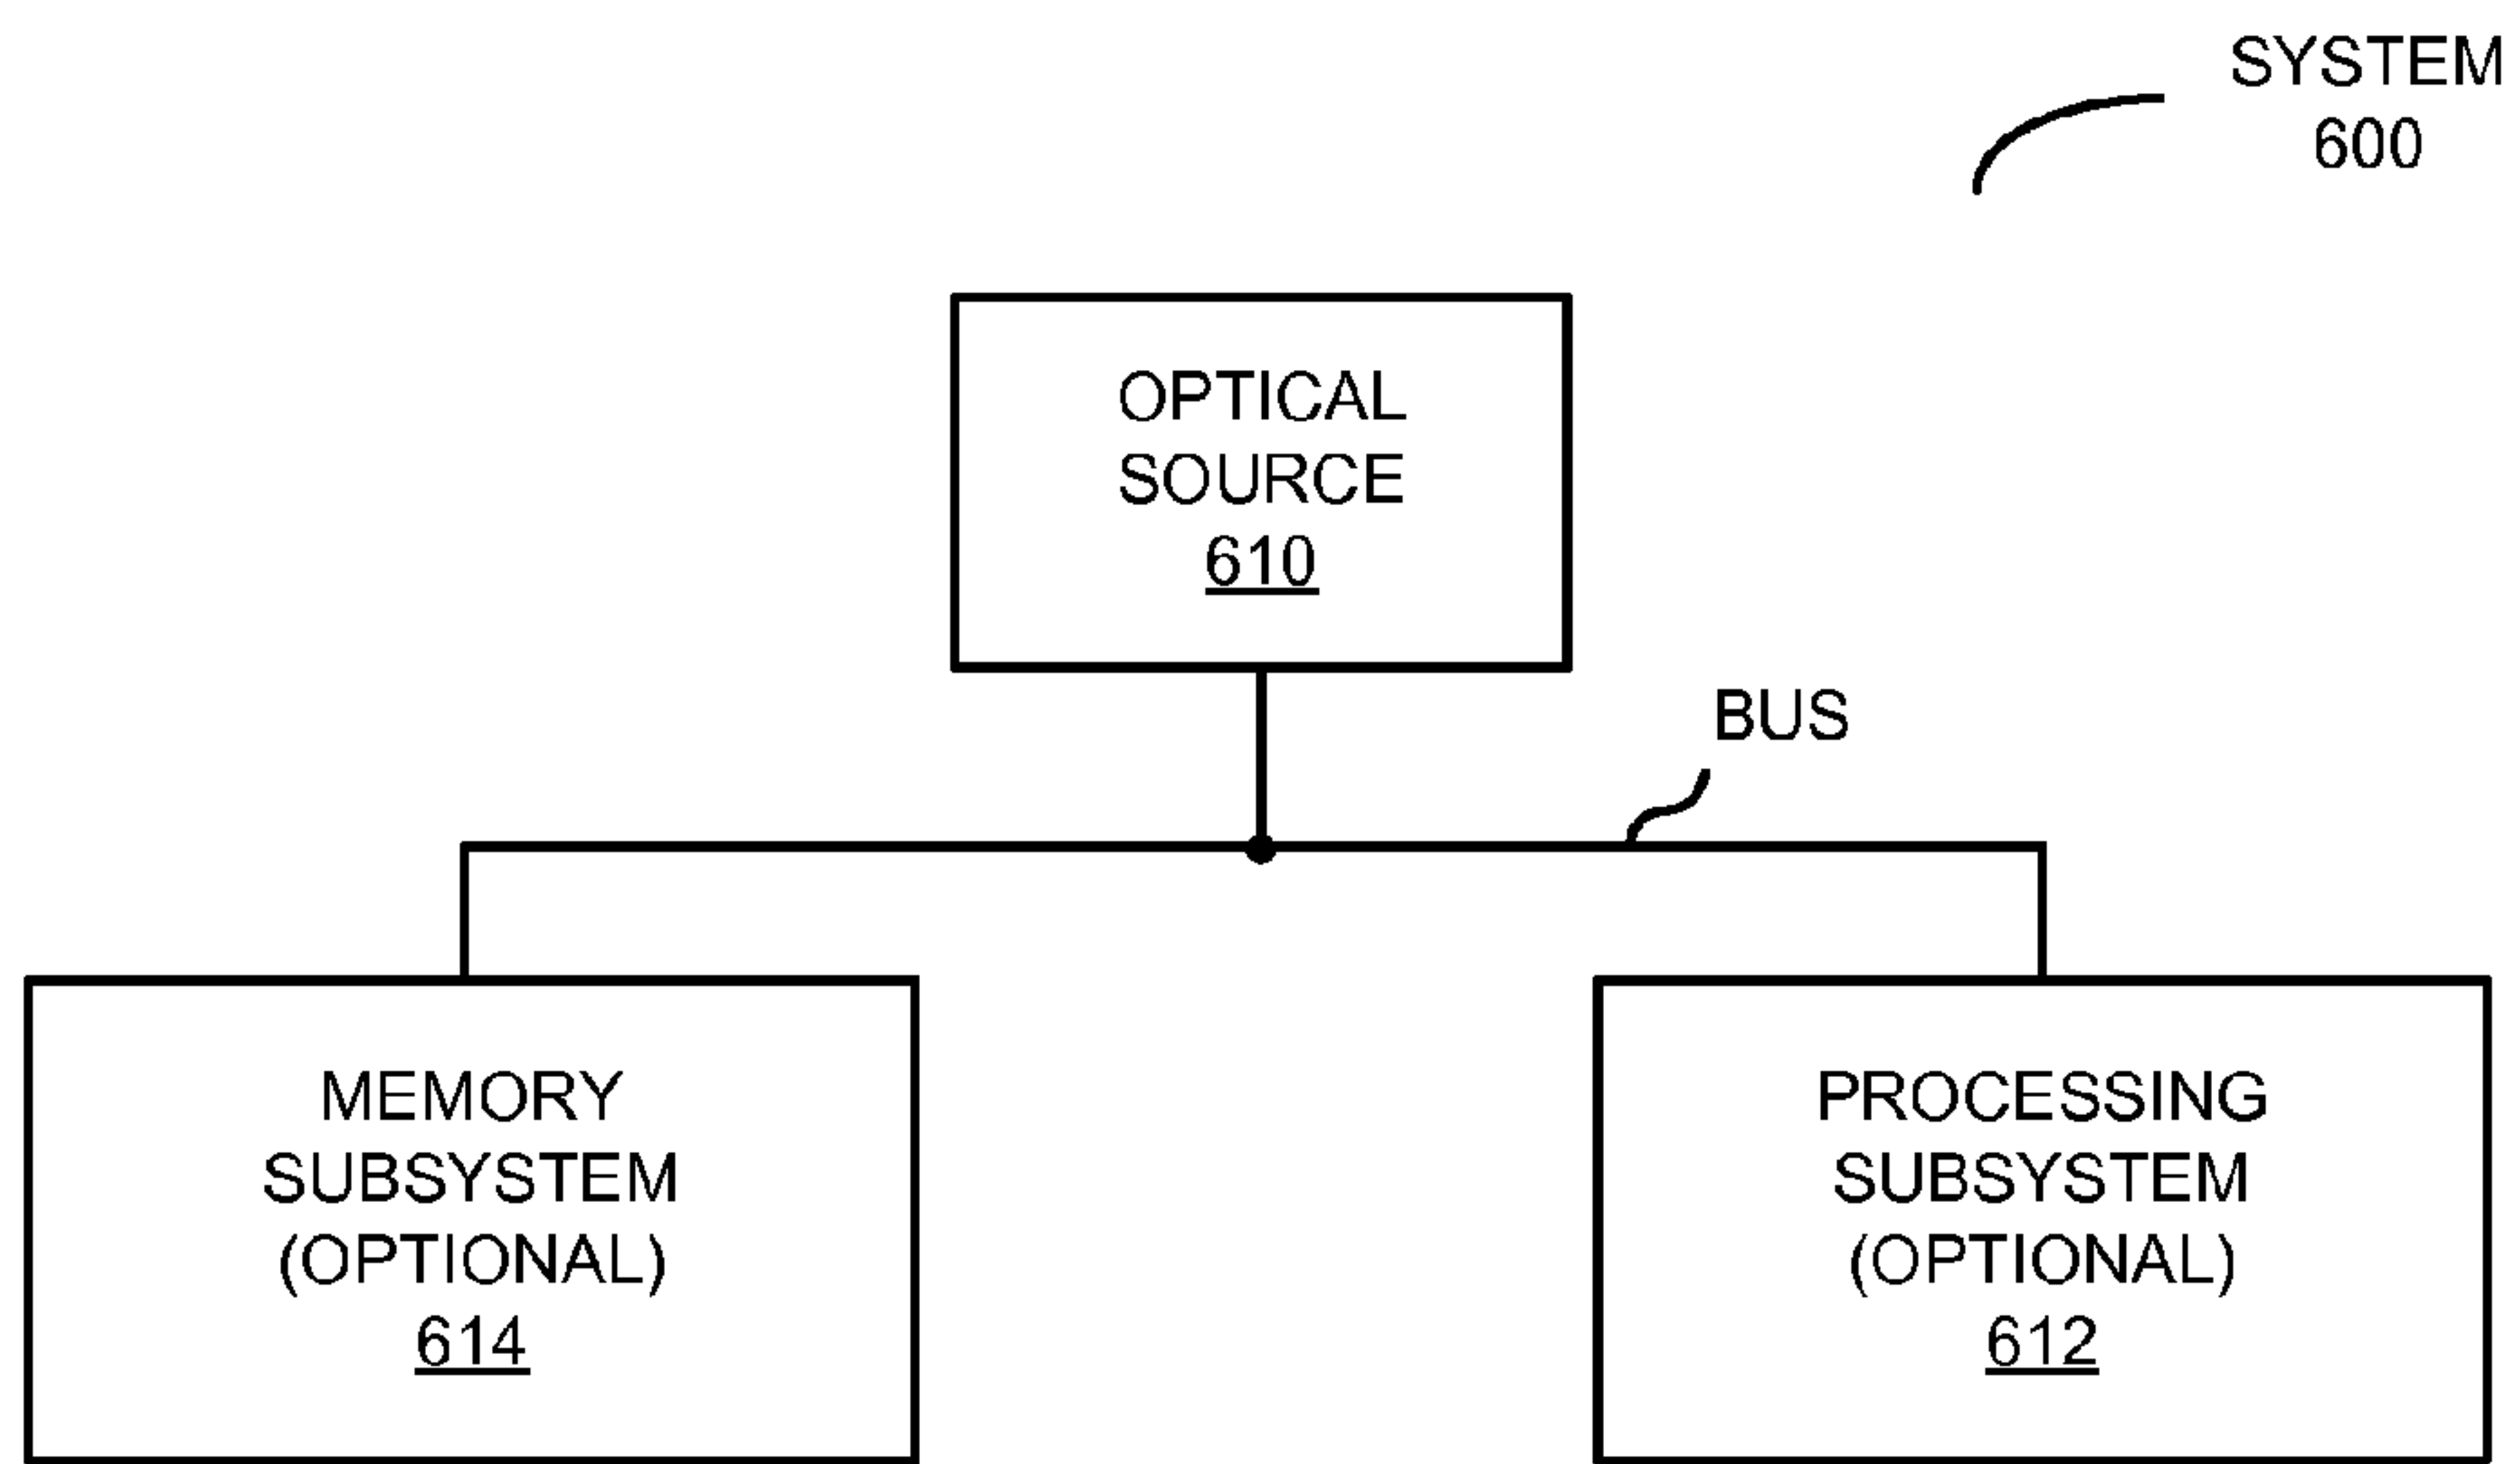 SYSTEM
600
OPTICAL
SOURCE
610
BUS
MEMORY
SUBSYSTEM
(OPTIONAL)
614
PROCESSING
SUBSYSTEM
(OPTIONAL)
612